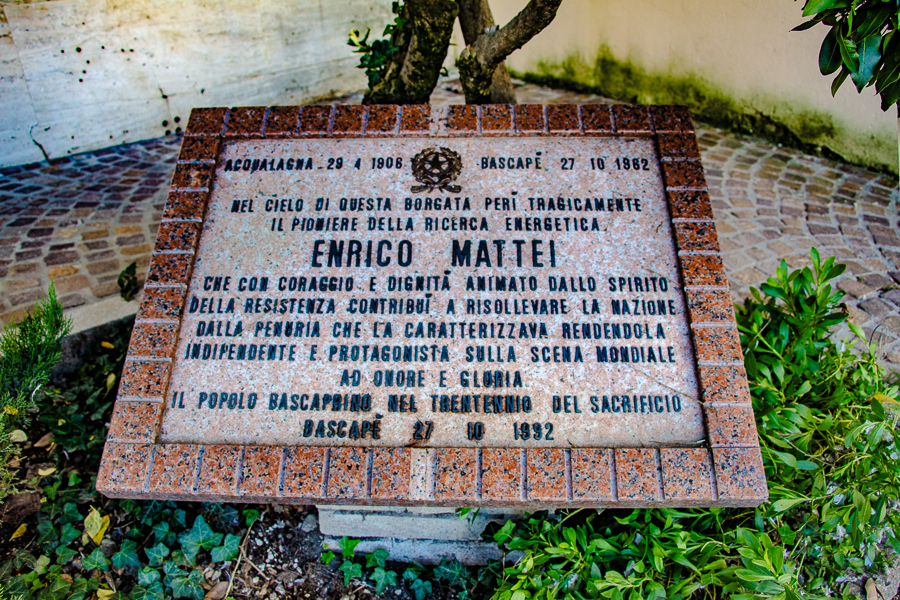 ACQUALAGNA . 29 4 1906 BASCAPÈ . 27 10 1962
NEL CIELO DI QUESTA BORGATA PERÌ TRAGICAMENTE
IL PIONIERE DELLA RICERCA ENERGETICA.
ENRICO MATTEI
CHE CON CORAGGIO E DIGNITÀ ANIMATO DALLO SPIRITO
DELLA RESISTENZA CONTRIBUÌ A RISOLLEVARE LA NAZIONE
DALLA PENURIA CHE LA CARATTERIZZAVA RENDENDOLA
INDIPENDENTE E PROTAGONISTA SULLA SCENA MONDIALE
AD ONORE E GLORIA
IL POPOLO BASCAPRINO NEL TRENTENNIO DEL SACRIFICIO
BASCAPÈ 27 10 1992